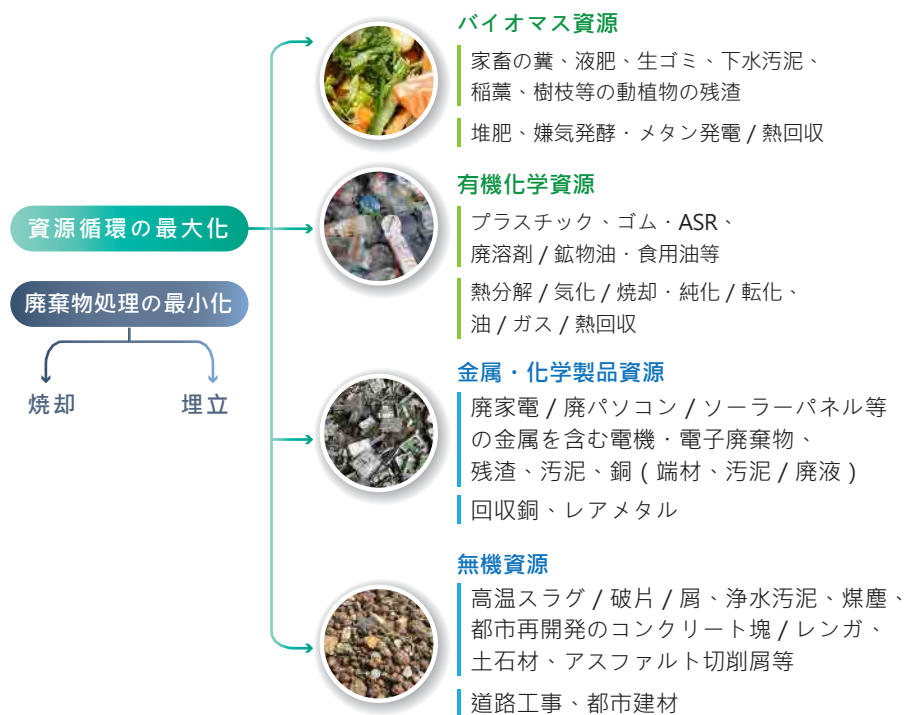 資源循環の最大化
廃棄物処理の最小化
焼却
埋立
バイオマス資源
家畜の糞、液肥、生ゴミ、下水汚泥、
稲藁、樹枝等の動植物の残渣
堆肥、嫌気発酵・メタン発電 / 熱回収
有機化学資源
プラスチック、ゴム・ASR、
廃溶剤 / 鉱物油・食用油等
熱分解 / 気化 / 焼却・純化 / 転化、
油 / ガス / 熱回収
金属・化学製品資源
廃家電 / 廃パソコン / ソーラーパネル等
の金属を含む電機・電子廃棄物、
残渣、汚泥、銅 ( 端材、汚泥 / 廃液 )
回収銅、レアメタル
無機資源
高温スラグ / 破片 / 屑、浄水汚泥、煤塵、
都市再開発のコンクリート塊 / レンガ、
土石材、アスファルト切削屑等
道路工事、都市建材